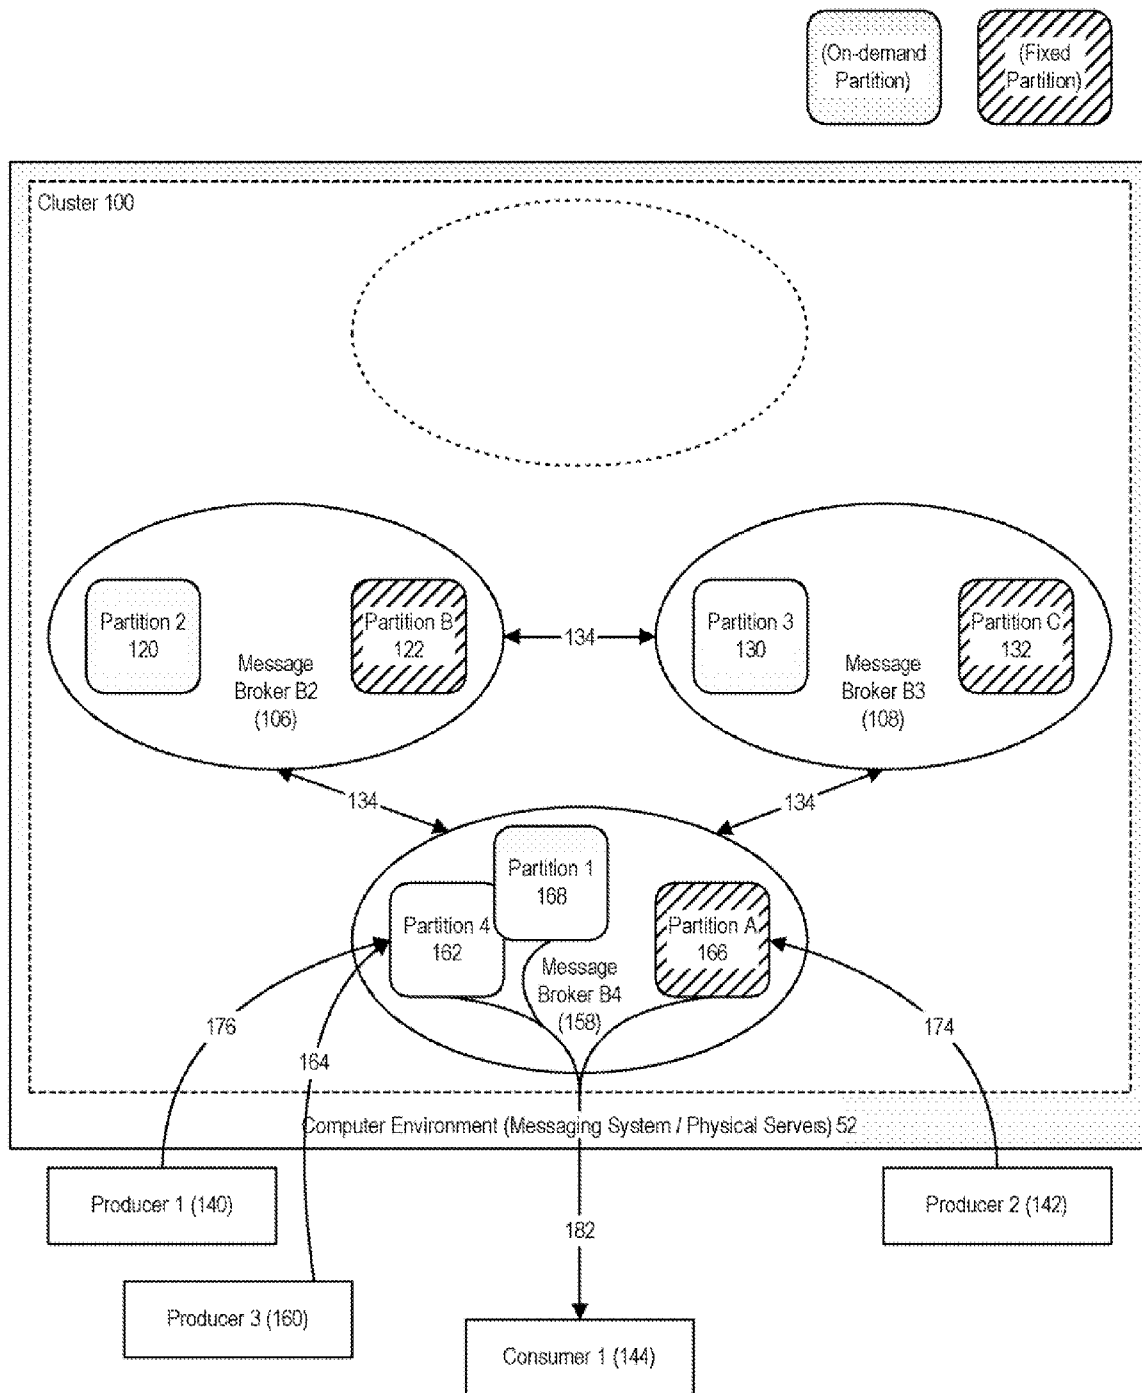 (On-demand
Partition)
(Fixed
Partition)
Cluster 100
Partition 2
120
Partition B
122
Message
Broker B2
(106)
134
Partition 3
130
Partition C
132
Message
Broker B3
(108)
134
134
Partition 1
168
Partition 4
162
Partition A
166
Message
Broker B4
(158)
176
164
174
Computer Environment (Messaging System / Physical Servers) 52
Producer 1 (140)
Producer 2 (142)
182
Producer 3 (160)
Consumer 1 (144)